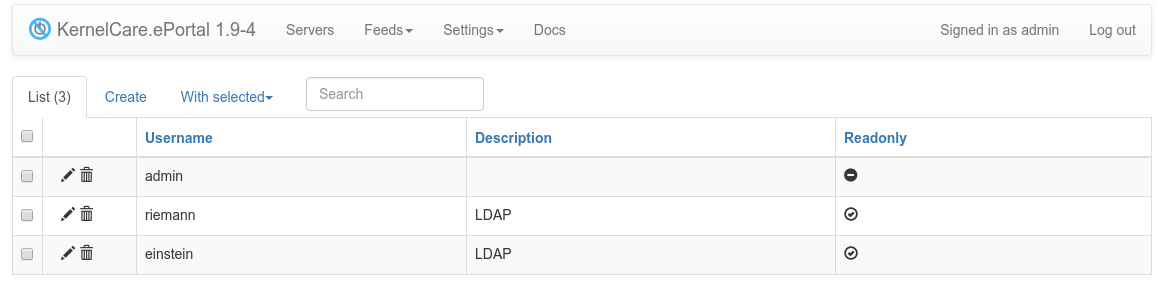 KernelCare.ePortal 1.9-4 Servers Feeds Settings Docs Signed in as admin Log out
List (3) Create With selected Search
Username Description Readonly
admin
riemann LDAP
einstein LDAP